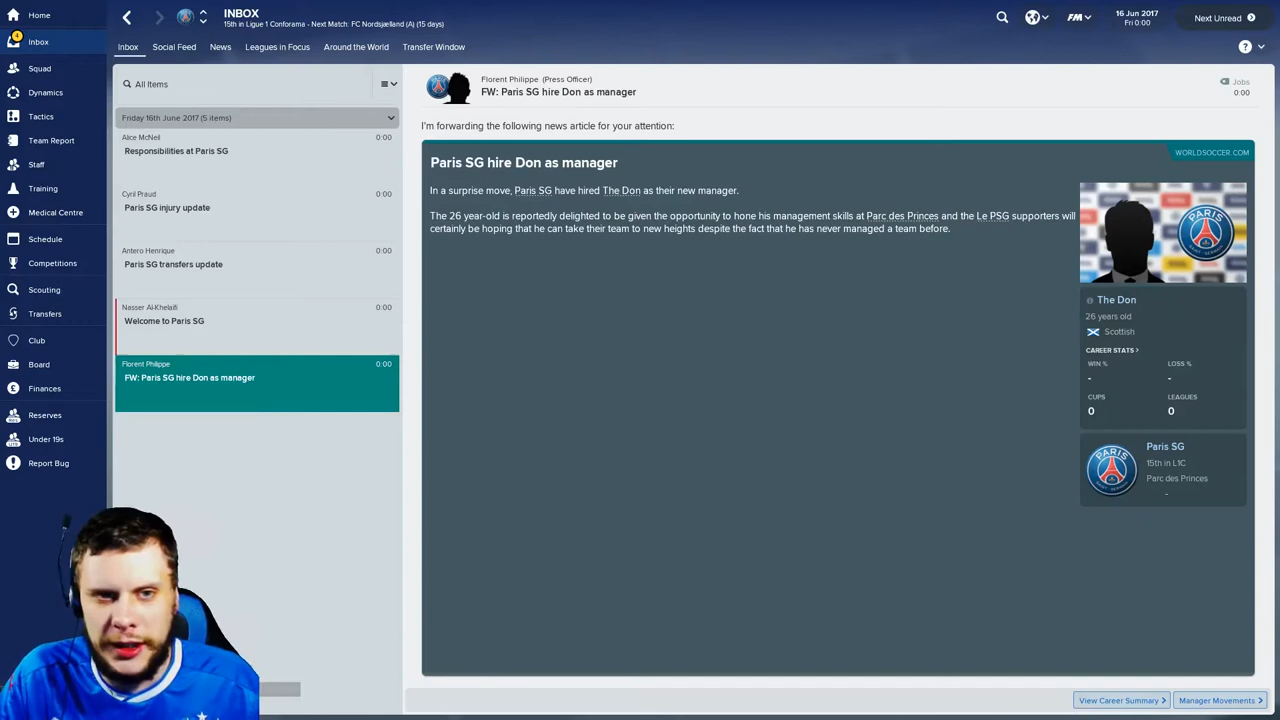 Home
4
Inbox
Squad
Dynamics
Tactics
Team Report
Staff
Training
Medical Centre
Schedule
Competitions
Scouting
Transfers
Club
Board
Finances
Reserves
Under 19s
Report Bug
INBOX
15th in Ligue 1 Conforama - Next Match: FC Nordsjælland (A) (15 days)
FM
16 Jun 2017
Fri 0:00
Next Unread
Inbox
Social Feed
News
Leagues in Focus
Around the World
Transfer Window
?
All Items
Friday 16th June 2017 (5 items)
Alice McNeil 0:00
Responsibilities at Paris SG
Cyril Praud 0:00
Paris SG injury update
Antero Henrique 0:00
Paris SG transfers update
Nasser Al-Khelaifi 0:00
Welcome to Paris SG
Florent Philippe 0:00
FW: Paris SG hire Don as manager
Florent Philippe (Press Officer)
FW: Paris SG hire Don as manager
Jobs
0:00
I'm forwarding the following news article for your attention:
WORLDSOCCER.COM
Paris SG hire Don as manager
In a surprise move, Paris SG have hired The Don as their new manager.
The 26 year-old is reportedly delighted to be given the opportunity to hone his management skills at Parc des Princes and the Le PSG supporters will
certainly be hoping that he can take their team to new heights despite the fact that he has never managed a team before.
PARIS
The Don
26 years old
Scottish
CAREER STATS >
WIN % LOSS %
- -
CUPS LEAGUES
0 0
PARIS
Paris SG
15th in L1C
Parc des Princes
-
View Career Summary >
Manager Movements >